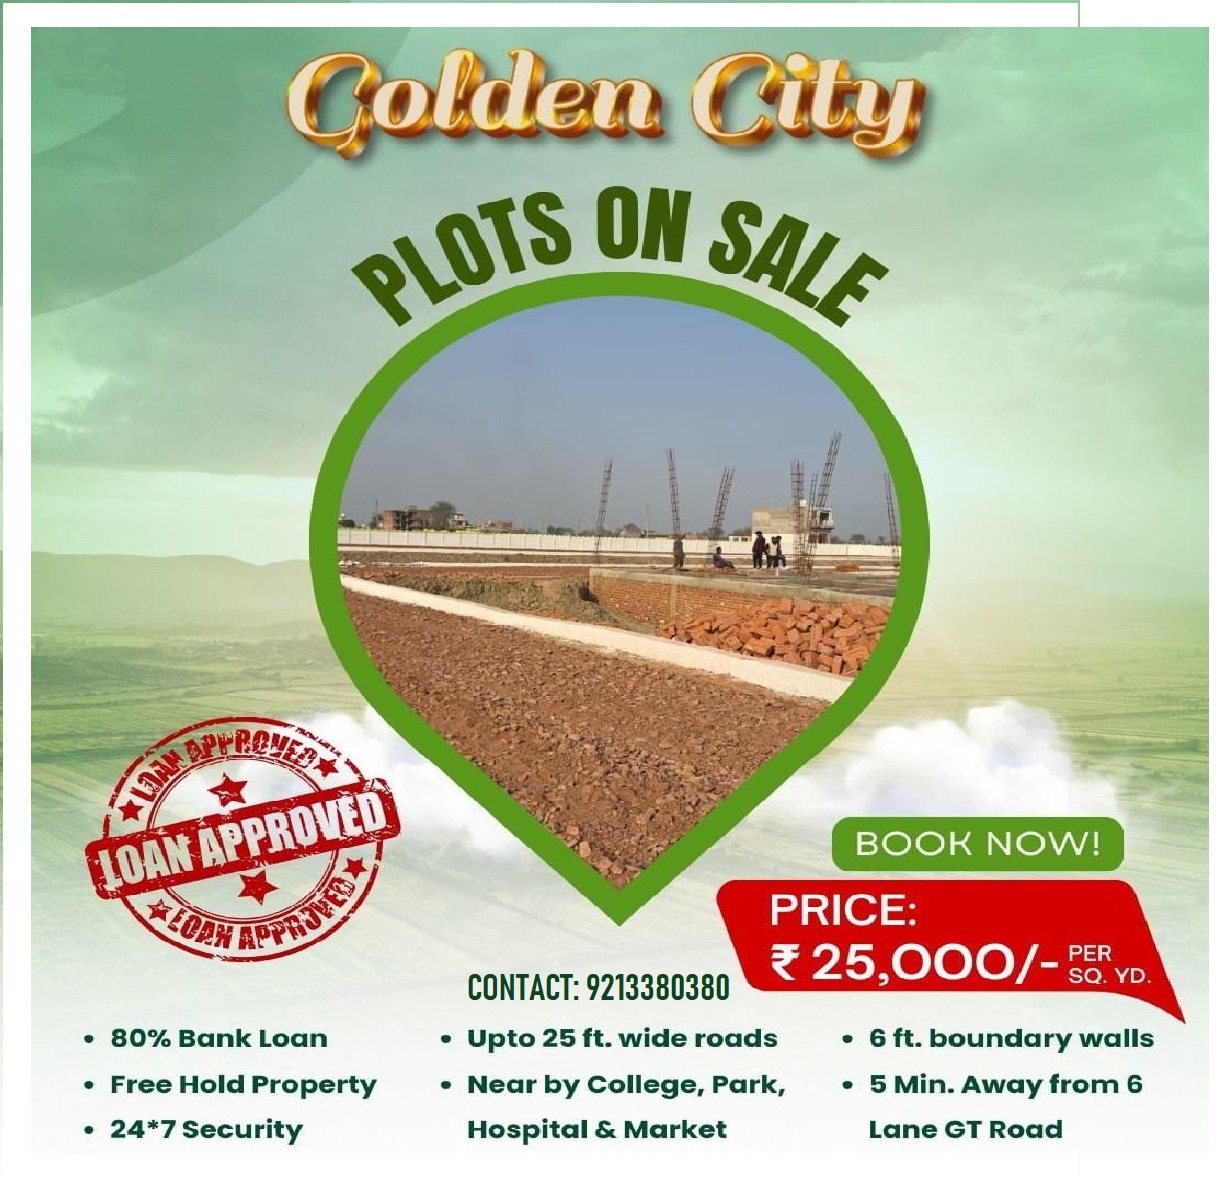 Golden City
PLOTS ON SALE
LOAN APPROVED
LOAN APPROVED
LOAN APPROVED
BOOK NOW!
PRICE:
₹ 25,000/- PER
SQ. YD.
CONTACT: 9213380380
• 80% Bank Loan
• Free Hold Property
• 24*7 Security
• Upto 25 ft. wide roads
• Near by College, Park,
Hospital & Market
• 6 ft. boundary walls
• 5 Min. Away from 6
Lane GT Road